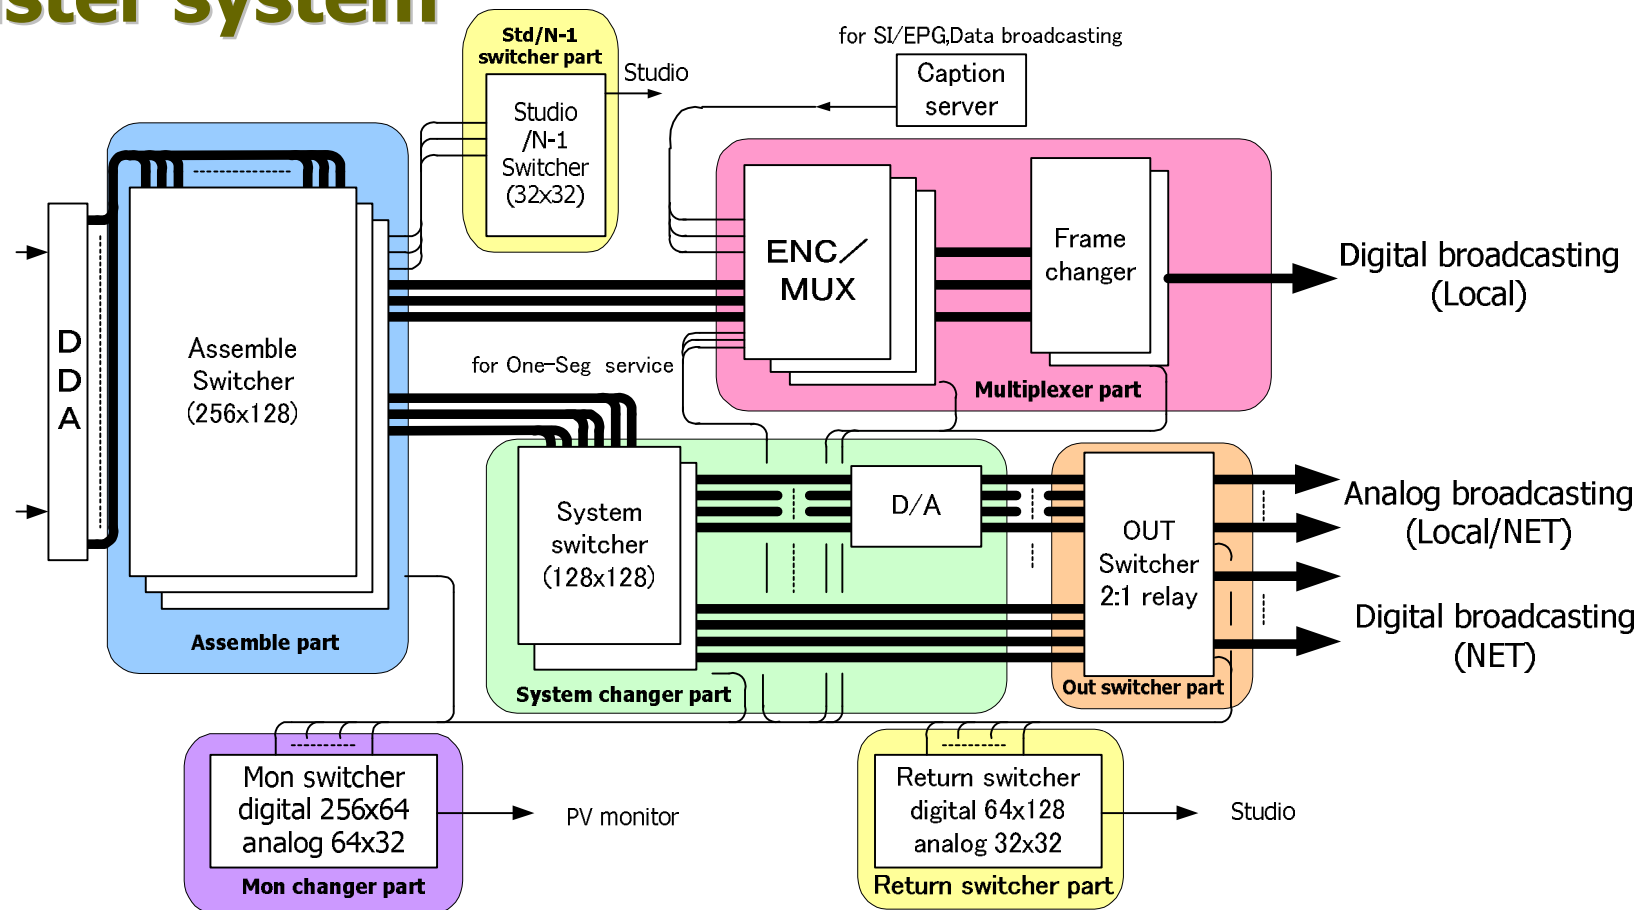 ster system
Std/N-1
switcher part
Studio
/N-1
Switcher
(32x32)
Studio
for SI/EPG,Data broadcasting
Caption
server
D
D
A
Assemble
Switcher
(256x128)
Assemble part
ENC／
MUX
Frame
changer
Multiplexer part
Digital broadcasting
(Local)
for One-Seg service
System
switcher
(128x128)
D/A
System changer part
OUT
Switcher
2:1 relay
Out switcher part
Analog broadcasting
(Local/NET)
Digital broadcasting
(NET)
Mon switcher
digital 256x64
analog 64x32
Mon changer part
PV monitor
Return switcher
digital 64x128
analog 32x32
Return switcher part
Studio